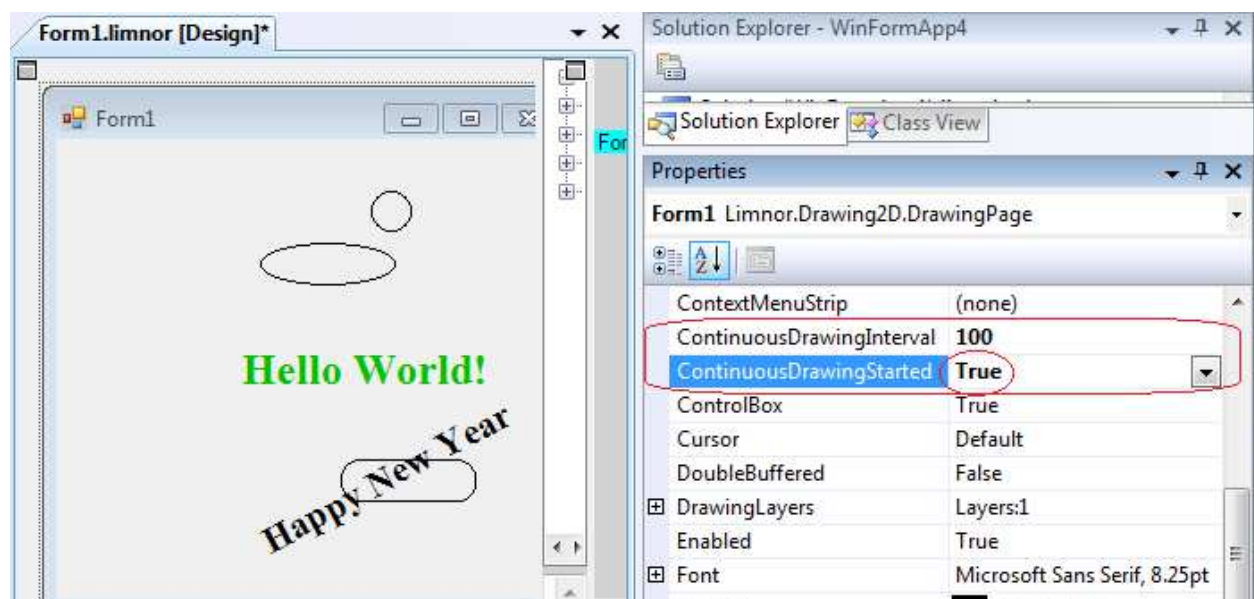 Form1.limnor [Design]*
Form1
For
Hello World!
Happy New Year
Solution Explorer - WinFormApp4
Solution Explorer Class View
Properties
Form1 Limnor.Drawing2D.DrawingPage
ContextMenuStrip (none)
ContinuousDrawingInterval 100
ContinuousDrawingStarted True
ControlBox True
Cursor Default
DoubleBuffered False
DrawingLayers Layers:1
Enabled True
Font Microsoft Sans Serif, 8.25pt